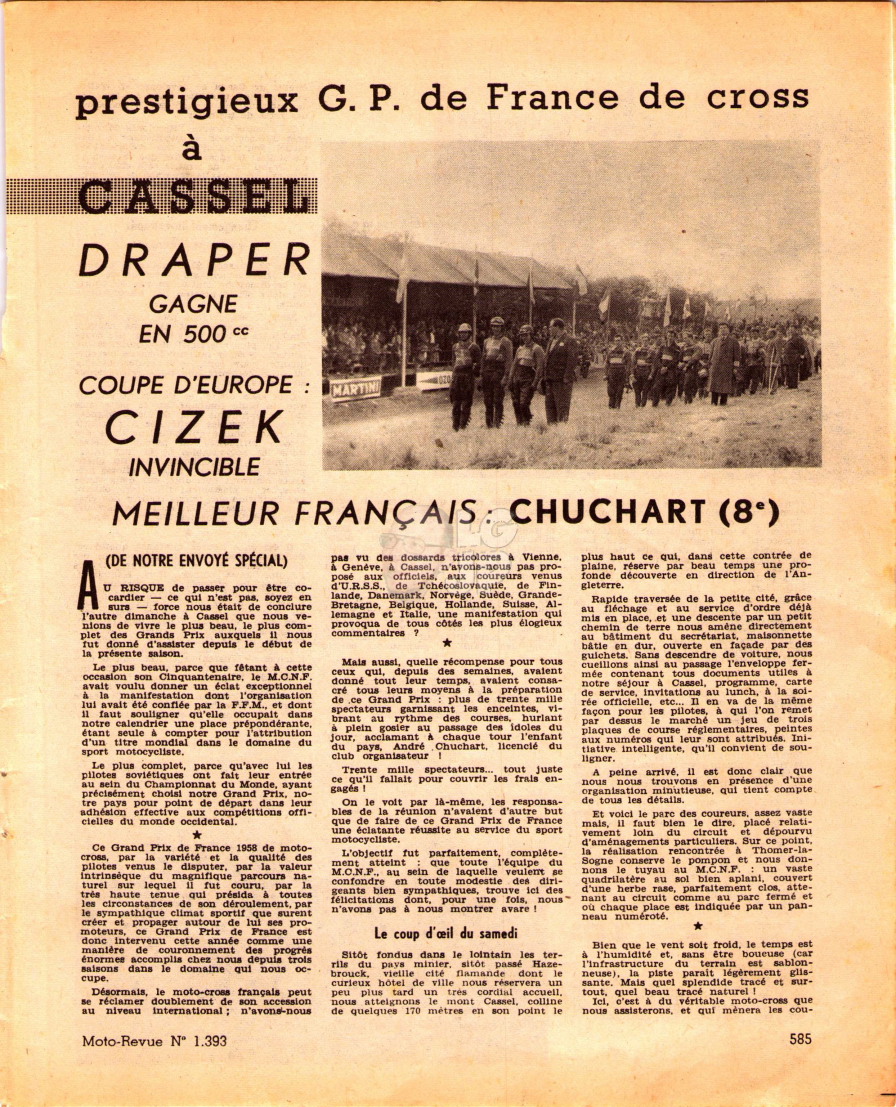 prestigieux G. P. de France de cross
à
CASSEL
DRAPER
GAGNE
EN 500 cc
COUPE D'EUROPE :
CIZEK
INVINCIBLE
MARTINI
OZO
MEILLEUR FRANÇAIS : CHUCHART (8e)
LG
(DE NOTRE ENVOYÉ SPÉCIAL)
AU RISQUE de passer pour être co-
cardier — ce qui n'est pas, soyez en
surs — force nous était de conclure
l'autre dimanche à Cassel que nous ve-
nions de vivre le plus beau, le plus com-
plet des Grands Prix auxquels il nous
fut donné d'assister depuis le début de
la présente saison.
Le plus beau, parce que fêtant à cette
occasion son Cinquantenaire, le M.C.N.F.
avait voulu donner un éclat exceptionnel
à la manifestation dont l'organisation
lui avait été confiée par la F.F.M., et dont
il faut souligner qu'elle occupait dans
notre calendrier une place prépondérante,
étant seule à compter pour l'attribution
d'un titre mondial dans le domaine du
sport motocycliste.
Le plus complet, parce qu'avec lui les
pilotes soviétiques ont fait leur entrée
au sein du Championnat du Monde, ayant
précisément choisi notre Grand Prix, no-
tre pays pour point de départ dans leur
adhésion effective aux compétitions offi-
cielles du monde occidental.
★
Ce Grand Prix de France 1958 de moto-
cross, par la variété et la qualité des
pilotes venus le disputer, par la valeur
intrinsèque du magnifique parcours na-
turel sur lequel il fut couru, par la
très haute tenue qui présida à toutes
les circonstances de son déroulement, par
le sympathique climat sportif que surent
créer et propager autour de lui ses pro-
moteurs, ce Grand Prix de France est
donc intervenu cette année comme une
manière de couronnement des progrès
énormes accomplis chez nous depuis trois
saisons dans le domaine qui nous oc-
cupe.
Désormais, le moto-cross français peut
se réclamer doublement de son accession
au niveau international ; n'avons-nous
pas vu des dossards tricolores à Vienne,
à Genève, à Cassel, n'avons-nous pas pro-
posé aux officiels, aux coureurs venus
d'U.R.S.S., de Tchécoslovaquie, de Fin-
lande, Danemark, Norvège, Suède, Grande-
Bretagne, Belgique, Hollande, Suisse, Al-
lemagne et Italie, une manifestation qui
provoqua de tous côtés les plus élogieux
commentaires ?
★
Mais aussi, quelle récompense pour tous
ceux qui, depuis des semaines, avaient
donné tout leur temps, avaient consa-
cré tous leurs moyens à la préparation
de ce Grand Prix : plus de trente mille
spectateurs garnissant les enceintes, vi-
brant au rythme des courses, hurlant
à plein gosier au passage des idoles du
jour, acclamant à chaque tour l'enfant
du pays, André Chuchart, licencié du
club organisateur !
Trente mille spectateurs... tout juste
ce qu'il fallait pour couvrir les frais en-
gagés !
On le voit par là-même, les responsa-
bles de la réunion n'avaient d'autre but
que de faire de ce Grand Prix de France
une éclatante réussite au service du sport
motocycliste.
L'objectif fut parfaitement, complète-
ment atteint : que toute l'équipe du
M.C.N.F., au sein de laquelle veulent se
confondre en toute modestie des diri-
geants bien sympathiques, trouve ici des
félicitations dont, pour une fois, nous
n'avons pas à nous montrer avare !
Le coup d'œil du samedi
Sitôt fondus dans le lointain les ter-
rils du pays minier, sitôt passé Haze-
brouck, vieille cité flamande dont le
curieux hôtel de ville nous réservera un
peu plus tard un très cordial accueil,
nous atteignons le mont Cassel, colline
de quelques 170 mètres en son point le
plus haut ce qui, dans cette contrée de
plaine, réserve par beau temps une pro-
fonde découverte en direction de l'An-
gleterre.
Rapide traversée de la petite cité, grâce
au fléchage et au service d'ordre déjà
mis en place, et une descente par un petit
chemin de terre nous amène directement
au bâtiment du secrétariat, maisonnette
bâtie en dur, ouverte en façade par des
guichets. Sans descendre de voiture, nous
cueillons ainsi au passage l'enveloppe fer-
mée contenant tous documents utiles à
notre séjour à Cassel, programme, carte
de service, invitations au lunch, à la soi-
rée officielle, etc... Il en va de la même
façon pour les pilotes, à qui l'on remet
par dessus le marché un jeu de trois
plaques de course réglementaires, peintes
aux numéros qui leur sont attribués. Ini-
tiative intelligente, qu'il convient de sou-
ligner.
A peine arrivé, il est donc clair que
nous nous trouvons en présence d'une
organisation minutieuse, qui tient compte
de tous les détails.
Et voici le parc des coureurs, assez vaste
mais, il faut bien le dire, placé relati-
vement loin du circuit et dépourvu
d'aménagements particuliers. Sur ce point,
la réalisation rencontrée à Thomer-la-
Sogne conserve le pompon et nous don-
nons le tuyau au M.C.N.F. : un vaste
quadrilatère au sol bien aplani, couvert
d'une herbe rase, parfaitement clos, atte-
nant au circuit comme au parc fermé et
où chaque place est indiquée par un pan-
neau numéroté.
★
Bien que le vent soit froid, le temps est
à l'humidité et, sans être boueuse (car
l'infrastructure du terrain est sablon-
neuse), la piste paraît légèrement glis-
sante. Mais quel splendide tracé et sur-
tout, quel beau tracé naturel !
Ici, c'est à du véritable moto-cross que
nous assisterons, et qui mènera les cou-
Moto-Revue N° 1.393
585